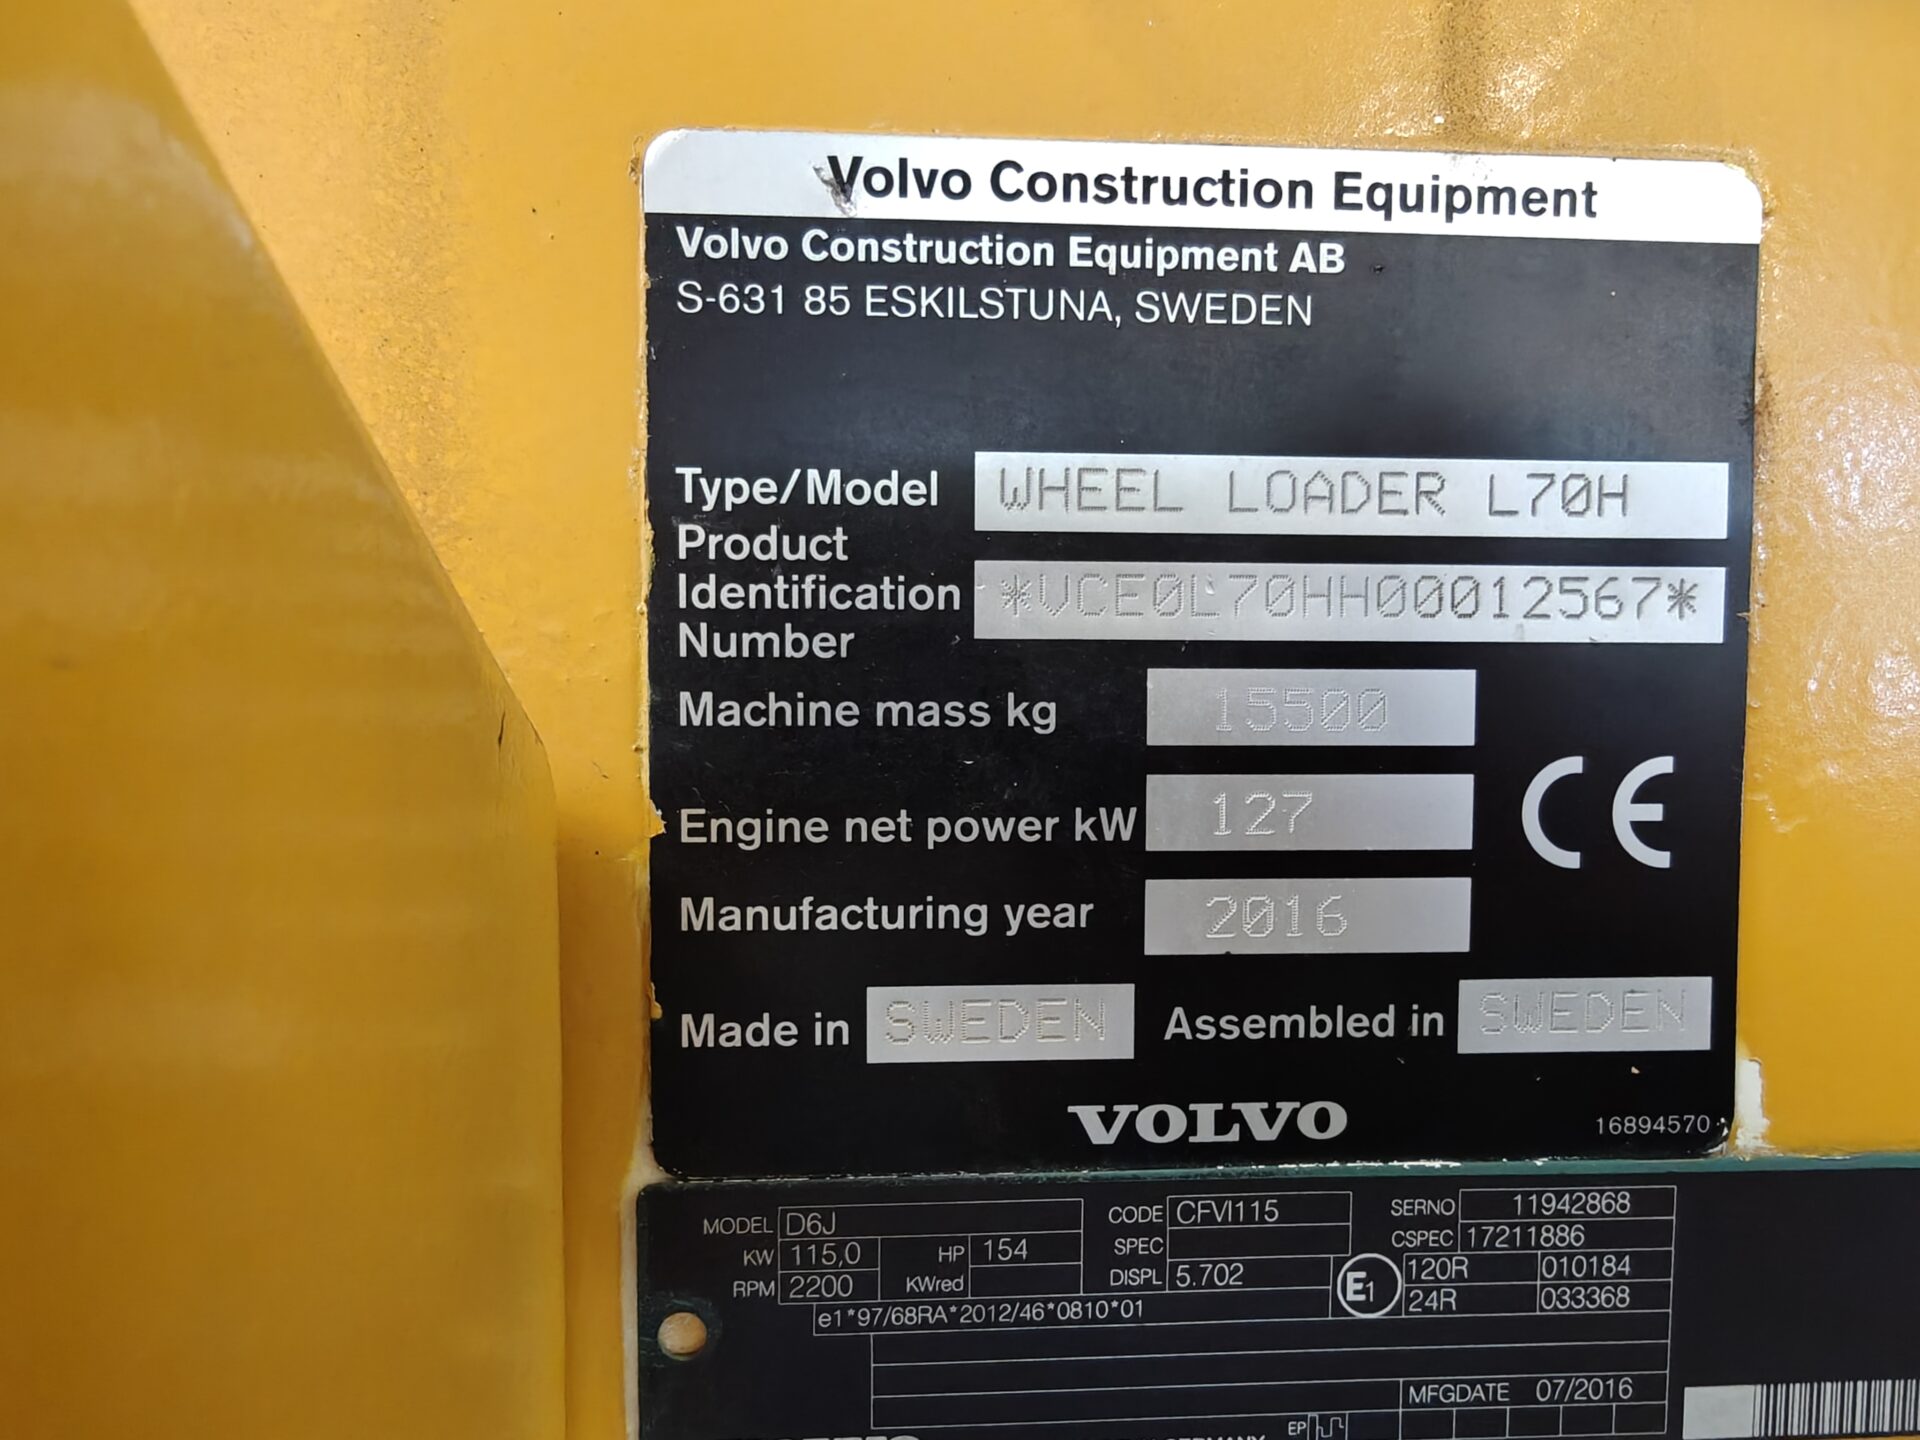 Volvo Construction Equipment
Volvo Construction Equipment AB
S-631 85 ESKILSTUNA, SWEDEN
Type/Model WHEEL LOADER L70H
Product
Identification *VCE0L70HH00012567*
Number
Machine mass kg 15500
Engine net power kW 127
CE
Manufacturing year 2016
Made in SWEDEN Assembled in SWEDEN
VOLVO
16894570
MODEL D6J CODE CFVI115 SERNO 11942868
KW 115,0 HP 154 SPEC CSPEC 17211886
RPM 2200 KWred DISPL 5.702 E1 120R 010184
24R 033368
e1*97/68RA*2012/46*0810*01
MFGDATE 07/2016
EP